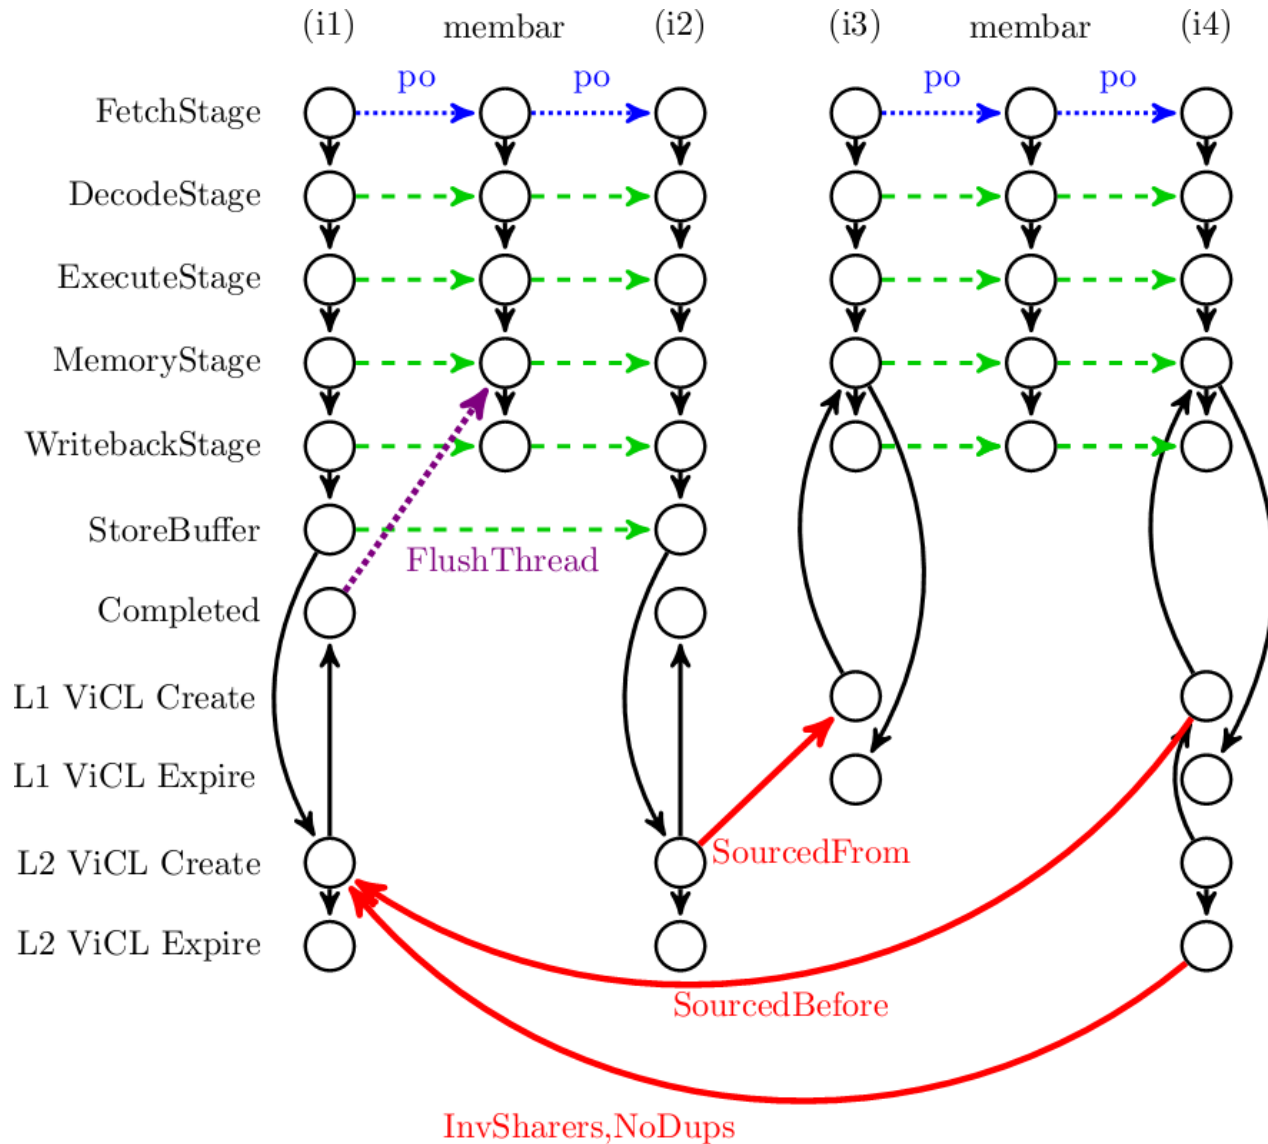 (i1) membar (i2) (i3) membar (i4)
po po po po
FetchStage
DecodeStage
ExecuteStage
MemoryStage
WritebackStage
StoreBuffer
FlushThread
Completed
L1 ViCL Create
L1 ViCL Expire
SourcedFrom
L2 ViCL Create
L2 ViCL Expire
SourcedBefore
InvSharers,NoDups